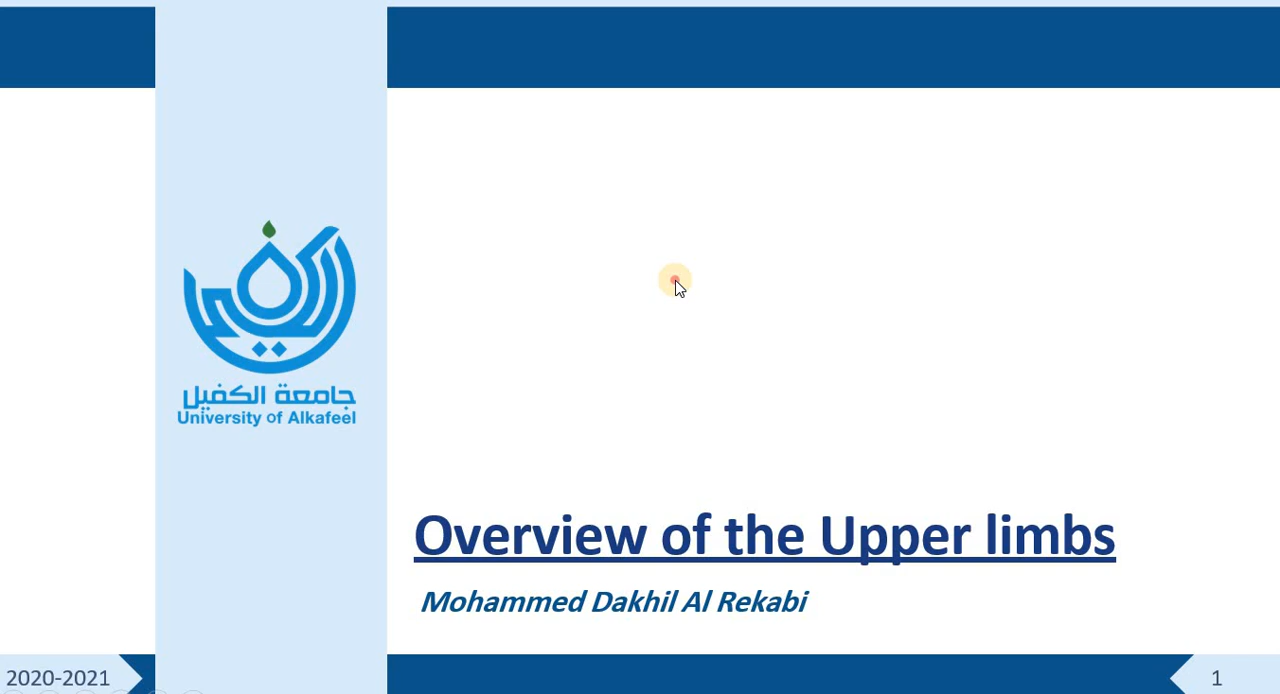 جامعة الكفيل
University of Alkafeel
Overview of the Upper limbs
Mohammed Dakhil Al Rekabi
2020-2021
1